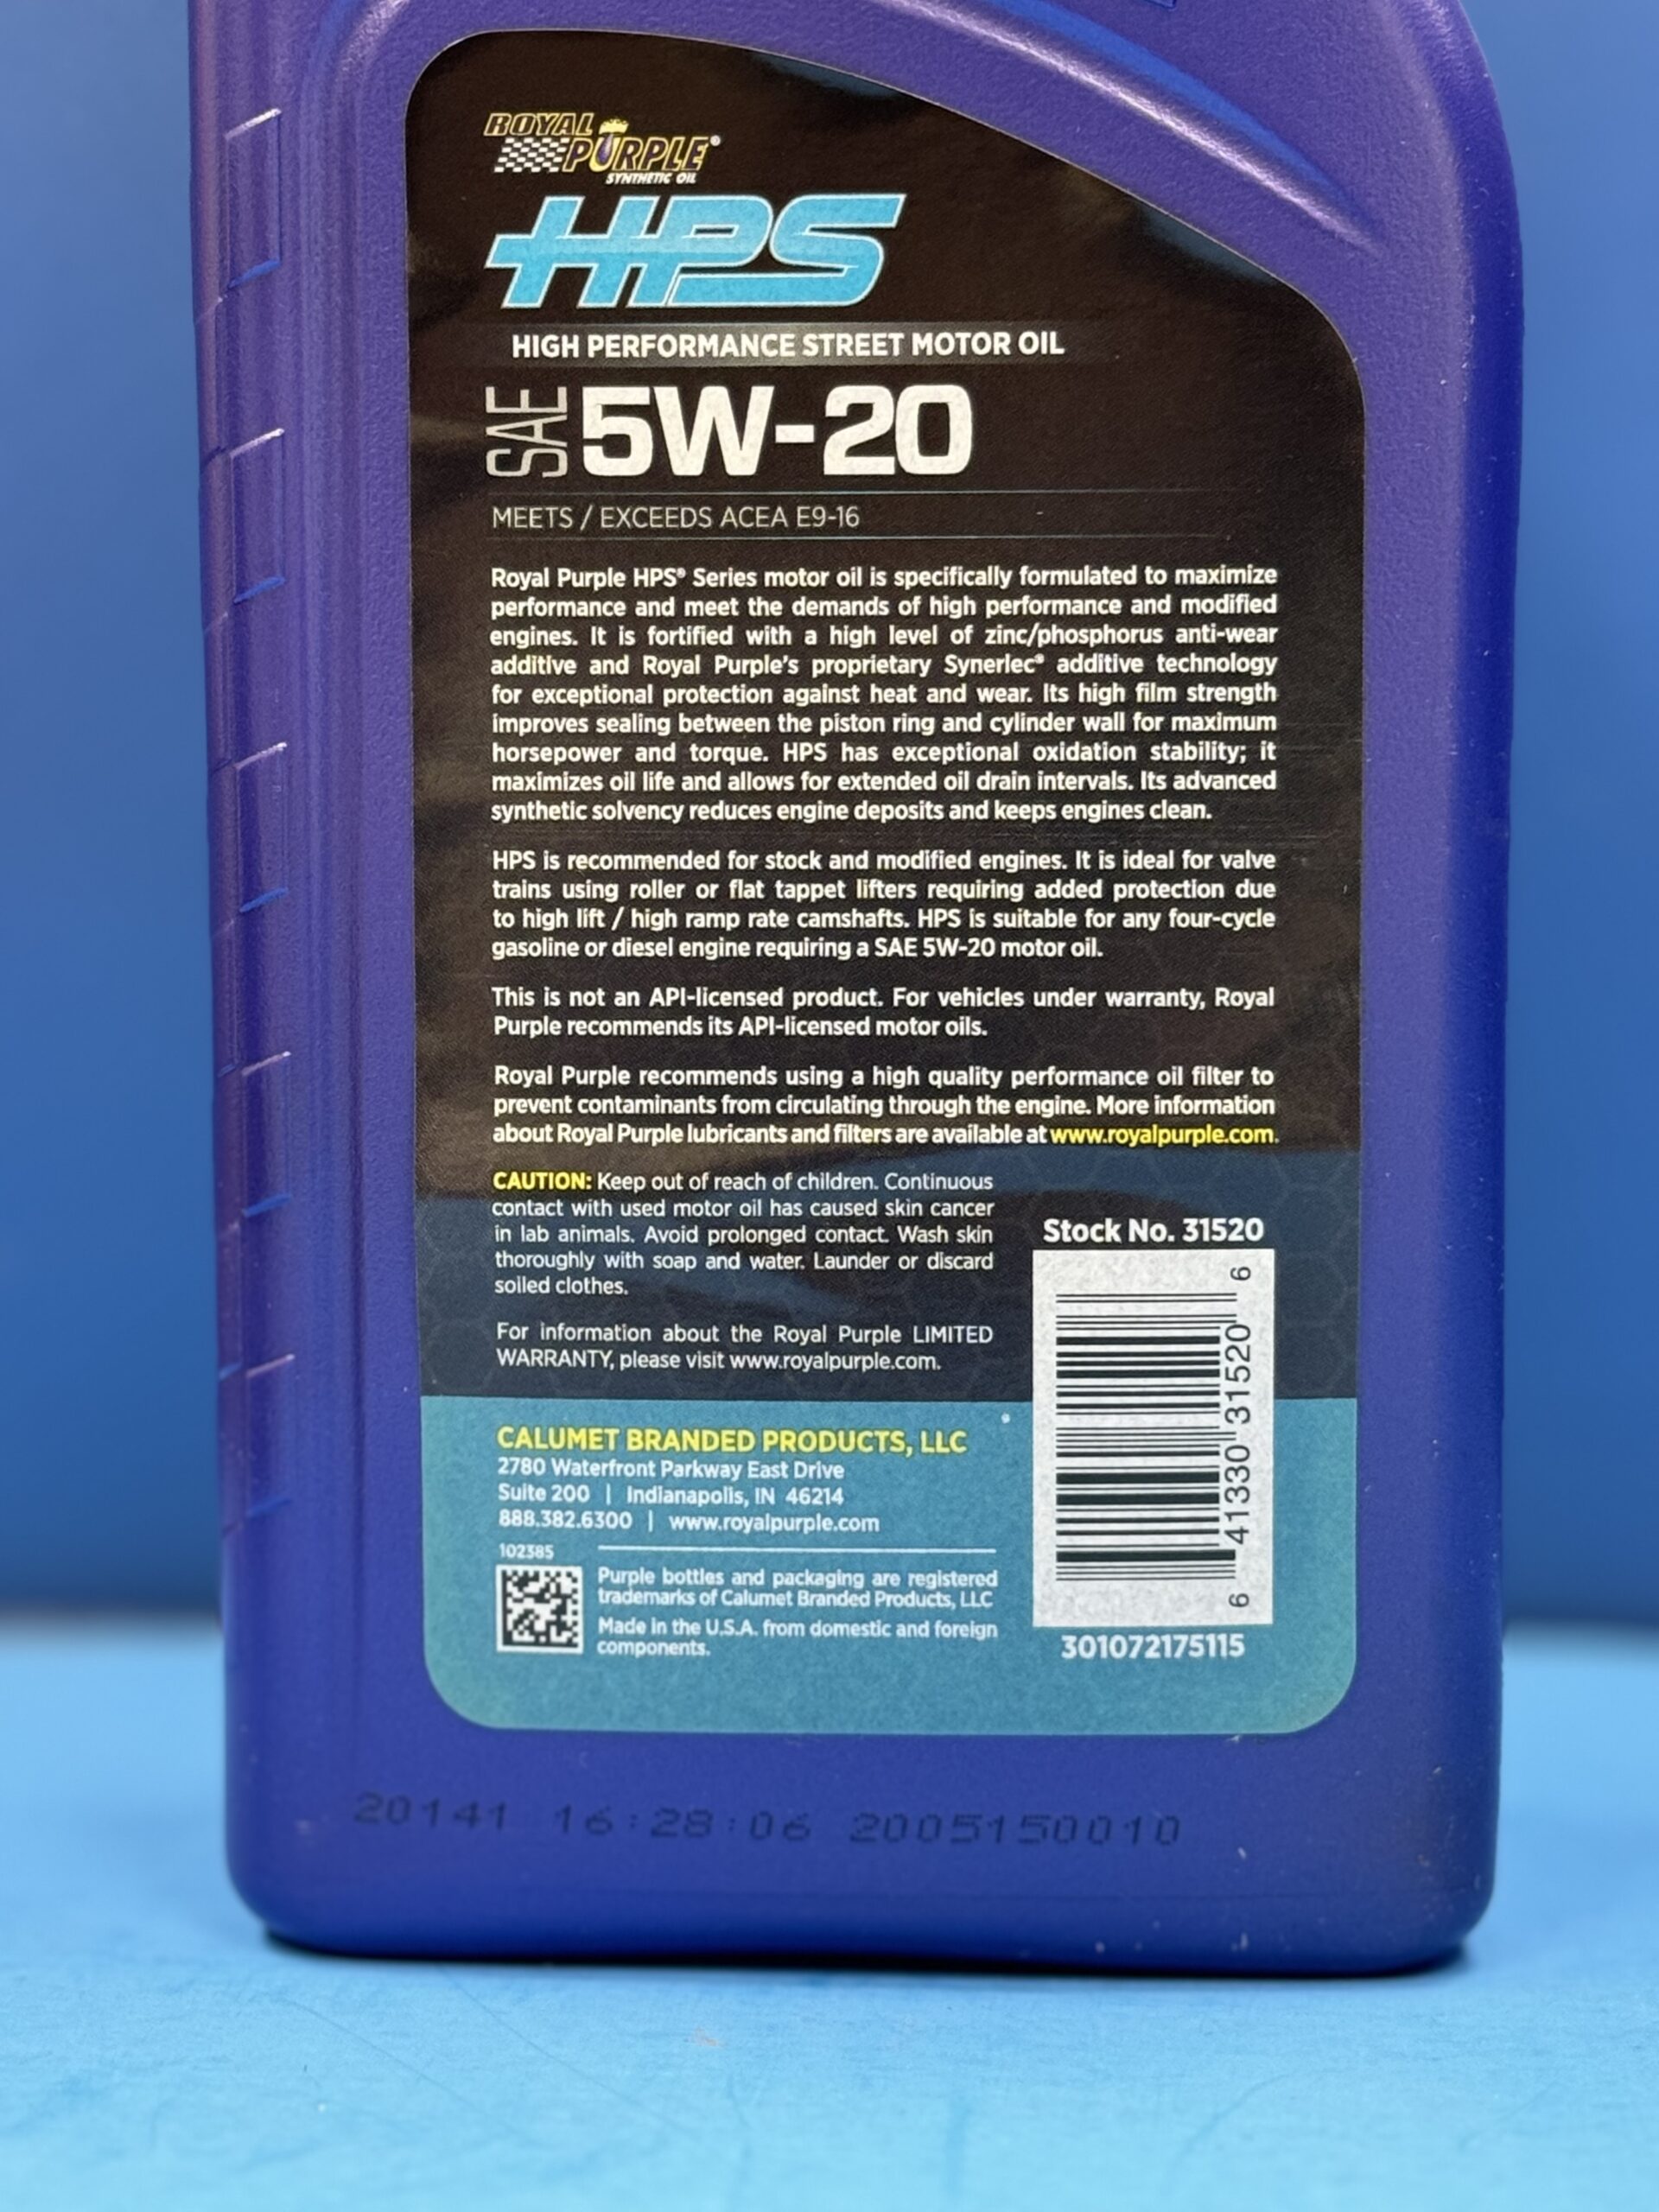 ROYAL
PURPLE®
SYNTHETIC OIL
HPS
HIGH PERFORMANCE STREET MOTOR OIL
SAE 5W-20
MEETS / EXCEEDS ACEA E9-16
Royal Purple HPS® Series motor oil is specifically formulated to maximize
performance and meet the demands of high performance and modified
engines. It is fortified with a high level of zinc/phosphorus anti-wear
additive and Royal Purple's proprietary Synerlec® additive technology
for exceptional protection against heat and wear. Its high film strength
improves sealing between the piston ring and cylinder wall for maximum
horsepower and torque. HPS has exceptional oxidation stability; it
maximizes oil life and allows for extended oil drain intervals. Its advanced
synthetic solvency reduces engine deposits and keeps engines clean.
HPS is recommended for stock and modified engines. It is ideal for valve
trains using roller or flat tappet lifters requiring added protection due
to high lift / high ramp rate camshafts. HPS is suitable for any four-cycle
gasoline or diesel engine requiring a SAE 5W-20 motor oil.
This is not an API-licensed product. For vehicles under warranty, Royal
Purple recommends its API-licensed motor oils.
Royal Purple recommends using a high quality performance oil filter to
prevent contaminants from circulating through the engine. More information
about Royal Purple lubricants and filters are available at www.royalpurple.com.
CAUTION: Keep out of reach of children. Continuous
contact with used motor oil has caused skin cancer
in lab animals. Avoid prolonged contact. Wash skin
thoroughly with soap and water. Launder or discard
soiled clothes.
For information about the Royal Purple LIMITED
WARRANTY, please visit www.royalpurple.com.
Stock No. 31520
6 41330 31520 6
301072175115
CALUMET BRANDED PRODUCTS, LLC
2780 Waterfront Parkway East Drive
Suite 200 | Indianapolis, IN 46214
888.382.6300 | www.royalpurple.com
102385
Purple bottles and packaging are registered
trademarks of Calumet Branded Products, LLC
Made in the U.S.A. from domestic and foreign
components.
20141 16:28:06 2005150010